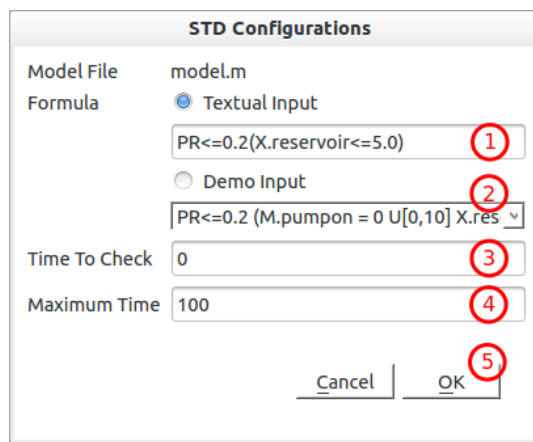 STD Configurations
Model File model.m
Formula Textual Input
PR<=0.2(X.reservoir<=5.0) 1
Demo Input
2
PR<=0.2 (M.pumpon = 0 U[0,10] X.res
Time To Check 0 3
Maximum Time 100 4
5
Cancel OK